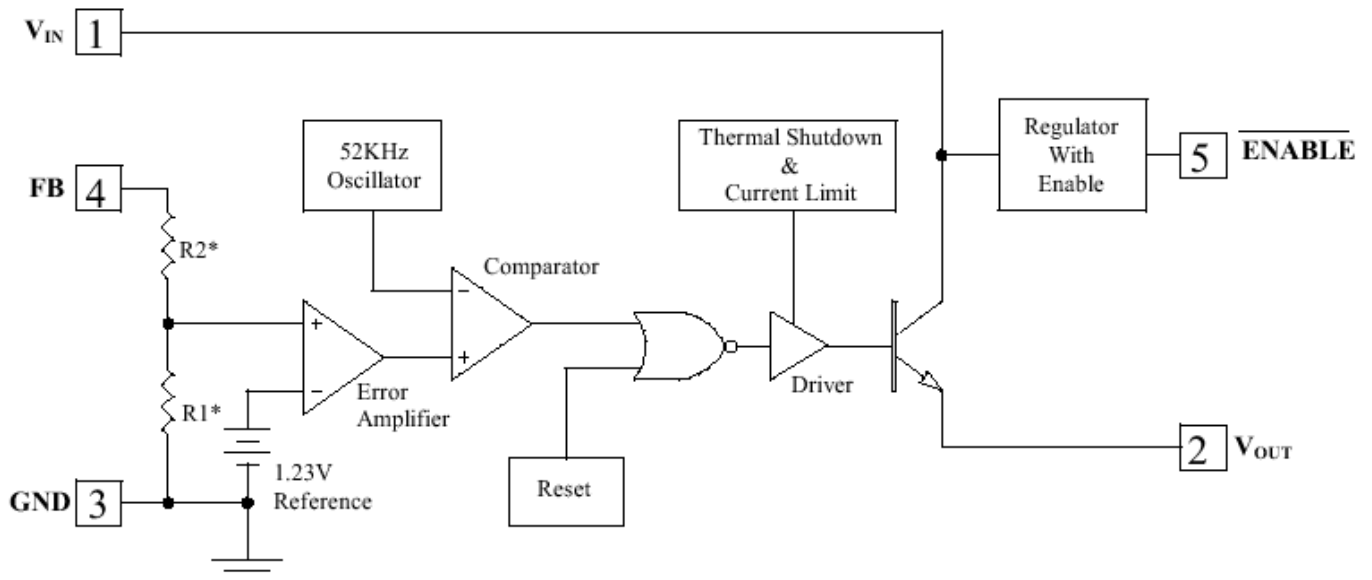 VIN 1
52KHz
Oscillator
Thermal Shutdown
&
Current Limit
Regulator
With
Enable
5 ENABLE
FB 4
R2*
Comparator
−
+
+
−
Error
Amplifier
R1*
Driver
1.23V
Reference
Reset
2 VOUT
GND 3